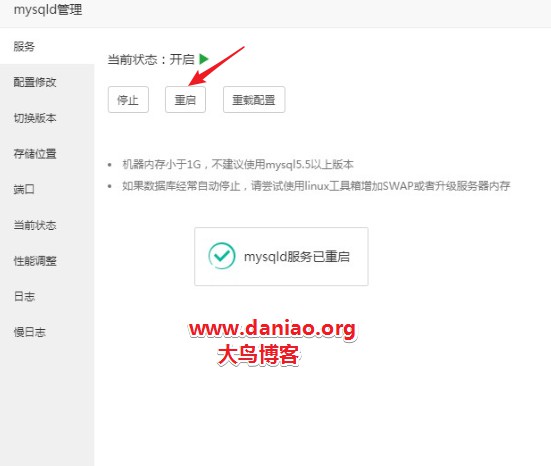 mysqld管理
服务
配置修改
切换版本
存储位置
端口
当前状态
性能调整
日志
慢日志
当前状态：开启
停止 重启 重载配置
机器内存小于1G，不建议使用mysql5.5以上版本
如果数据库经常自动停止，请尝试使用linux工具箱增加SWAP或者升级服务器内存
mysqld服务已重启
www.daniao.org
大鸟博客